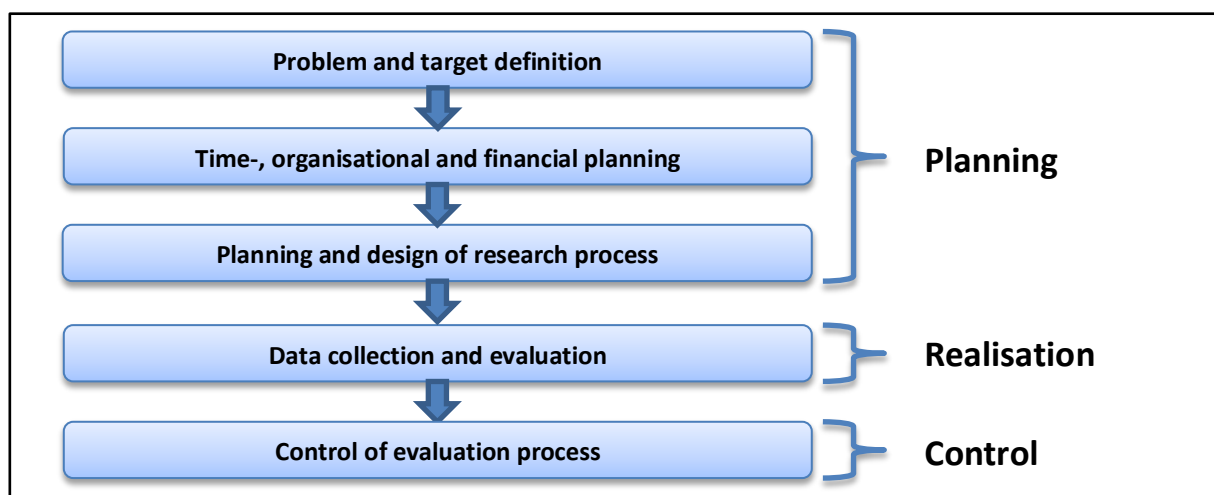 Problem and target definition
Time-, organisational and financial planning
Planning
Planning and design of research process
Data collection and evaluation
Realisation
Control of evaluation process
Control